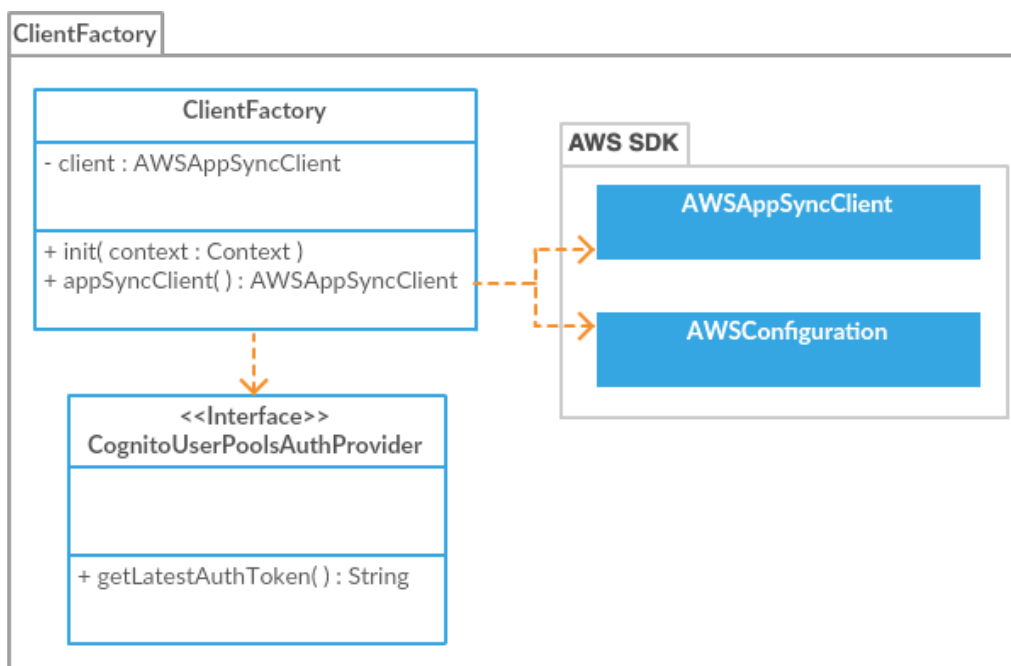 ClientFactory
ClientFactory
- client : AWSAppSyncClient
+ init( context : Context )
+ appSyncClient( ) : AWSAppSyncClient
AWS SDK
AWSAppSyncClient
AWSConfiguration
<<Interface>>
CognitoUserPoolsAuthProvider
+ getLatestAuthToken( ) : String